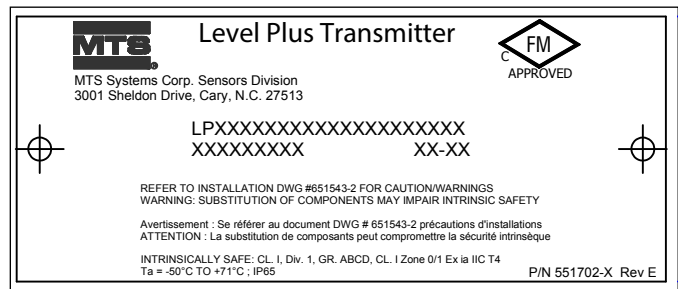 MTS
®
Level Plus Transmitter
C FM
APPROVED
MTS Systems Corp. Sensors Division
3001 Sheldon Drive, Cary, N.C. 27513
LPXXXXXXXXXXXXXXXXXXXX
XXXXXXXXX XX-XX
REFER TO INSTALLATION DWG #651543-2 FOR CAUTION/WARNINGS
WARNING: SUBSTITUTION OF COMPONENTS MAY IMPAIR INTRINSIC SAFETY
Avertissement : Se référer au document DWG # 651543-2 précautions d'installations
ATTENTION : La substitution de composants peut compromettre la sécurité intrinsèque
INTRINSICALLY SAFE: CL. I, Div. 1, GR. ABCD, CL. I Zone 0/1 Ex ia IIC T4
Ta = -50°C TO +71°C ; IP65
P/N 551702-X Rev E